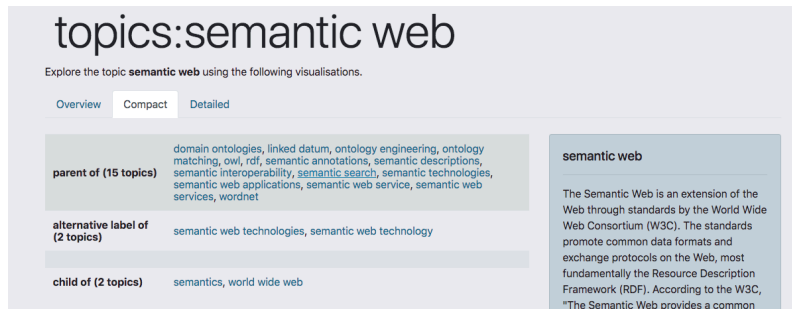 topics:semantic web
Explore the topic semantic web using the following visualisations.
Overview Compact Detailed
parent of (15 topics)
domain ontologies, linked datum, ontology engineering, ontology
matching, owl, rdf, semantic annotations, semantic descriptions,
semantic interoperability, semantic search, semantic technologies,
semantic web applications, semantic web service, semantic web
services, wordnet
alternative label of
(2 topics)
semantic web technologies, semantic web technology
child of (2 topics)
semantics, world wide web
semantic web
The Semantic Web is an extension of the
Web through standards by the World Wide
Web Consortium (W3C). The standards
promote common data formats and
exchange protocols on the Web, most
fundamentally the Resource Description
Framework (RDF). According to the W3C,
"The Semantic Web provides a common